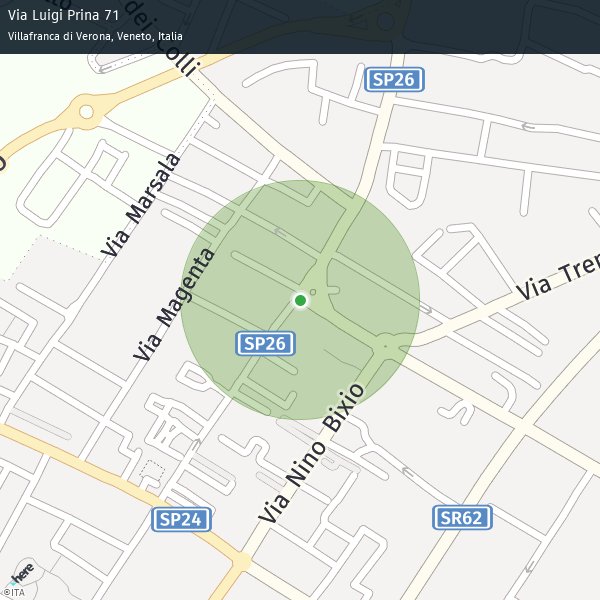 Via Luigi Prina 71
Villafranca di Verona, Veneto, Italia
dei Colli
SP26
Via Marsala
Via Magenta
Via Tren
SP26
Via Nino Bixio
SP24
SR62
here
©ITA